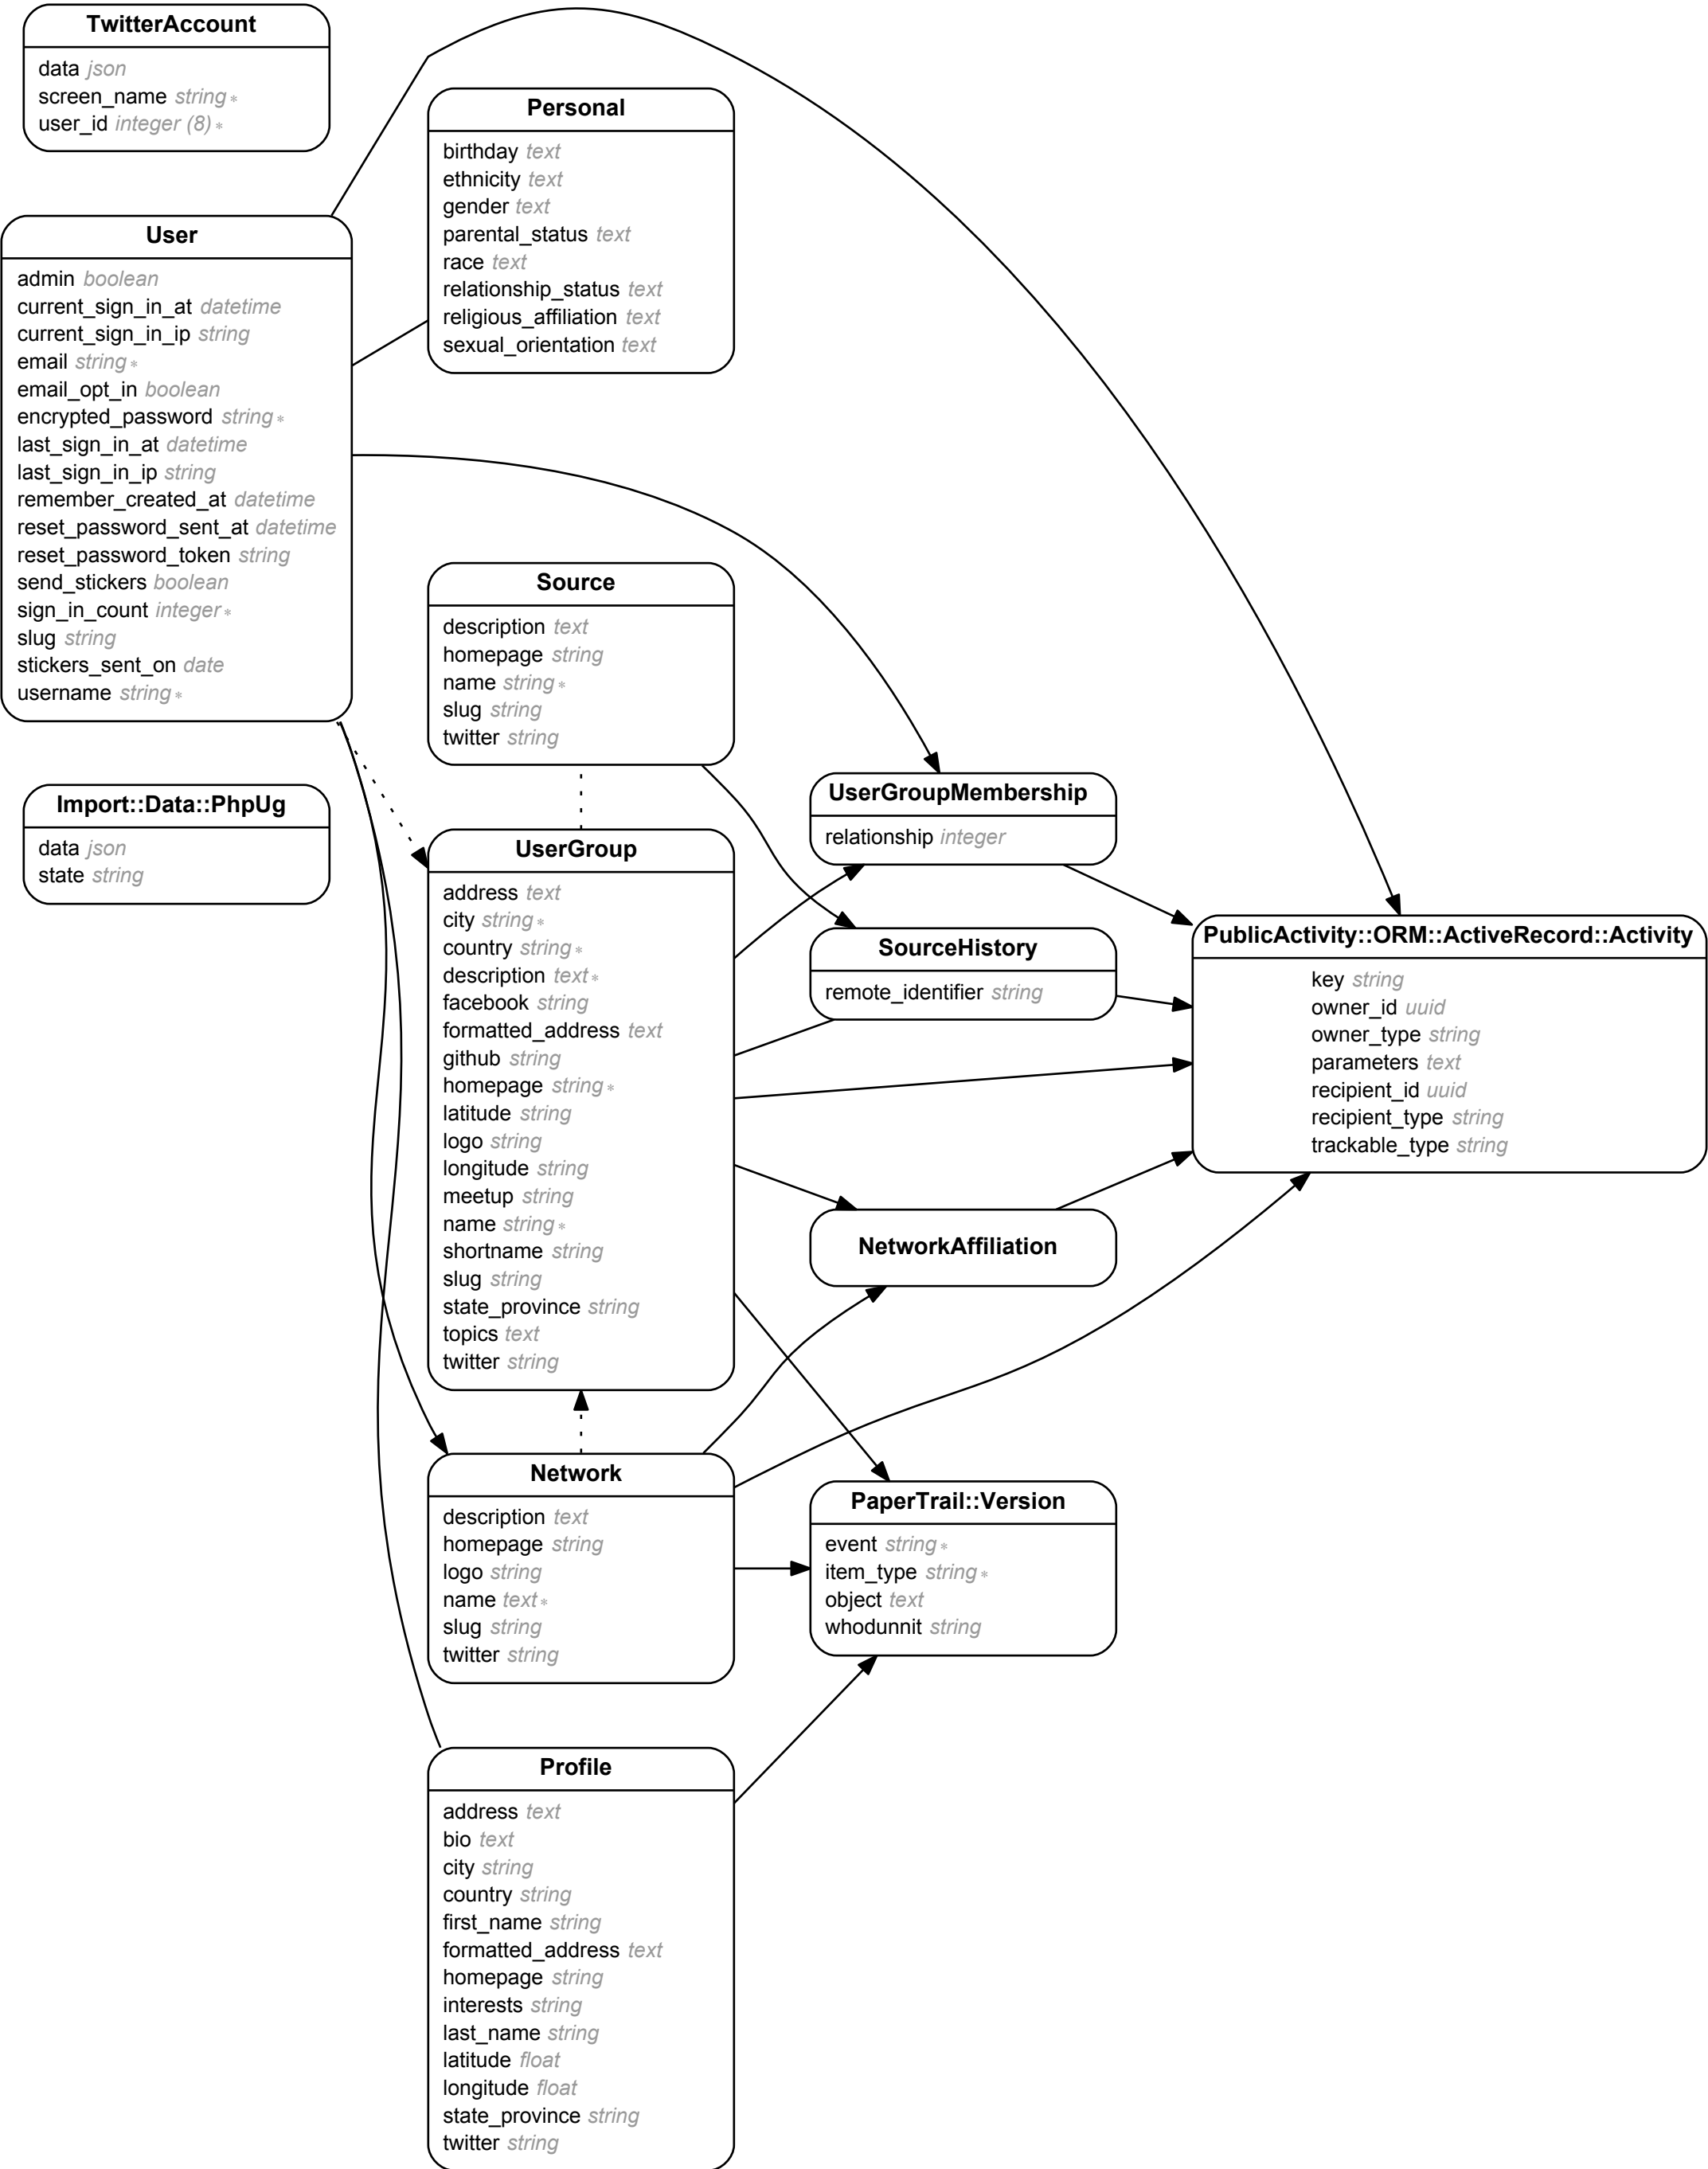 TwitterAccount
data json
screen_name string ∗
user_id integer (8) ∗
Personal
birthday text
ethnicity text
gender text
parental_status text
race text
relationship_status text
religious_affiliation text
sexual_orientation text
User
admin boolean
current_sign_in_at datetime
current_sign_in_ip string
email string ∗
email_opt_in boolean
encrypted_password string ∗
last_sign_in_at datetime
last_sign_in_ip string
remember_created_at datetime
reset_password_sent_at datetime
reset_password_token string
send_stickers boolean
sign_in_count integer ∗
slug string
stickers_sent_on date
username string ∗
Source
description text
homepage string
name string ∗
slug string
twitter string
Import::Data::PhpUg
data json
state string
UserGroupMembership
relationship integer
UserGroup
address text
city string ∗
country string ∗
description text ∗
facebook string
formatted_address text
github string
homepage string ∗
latitude string
logo string
longitude string
meetup string
name string ∗
shortname string
slug string
state_province string
topics text
twitter string
SourceHistory
remote_identifier string
PublicActivity::ORM::ActiveRecord::Activity
key string
owner_id uuid
owner_type string
parameters text
recipient_id uuid
recipient_type string
trackable_type string
NetworkAffiliation
Network
description text
homepage string
logo string
name text ∗
slug string
twitter string
PaperTrail::Version
event string ∗
item_type string ∗
object text
whodunnit string
Profile
address text
bio text
city string
country string
first_name string
formatted_address text
homepage string
interests string
last_name string
latitude float
longitude float
state_province string
twitter string